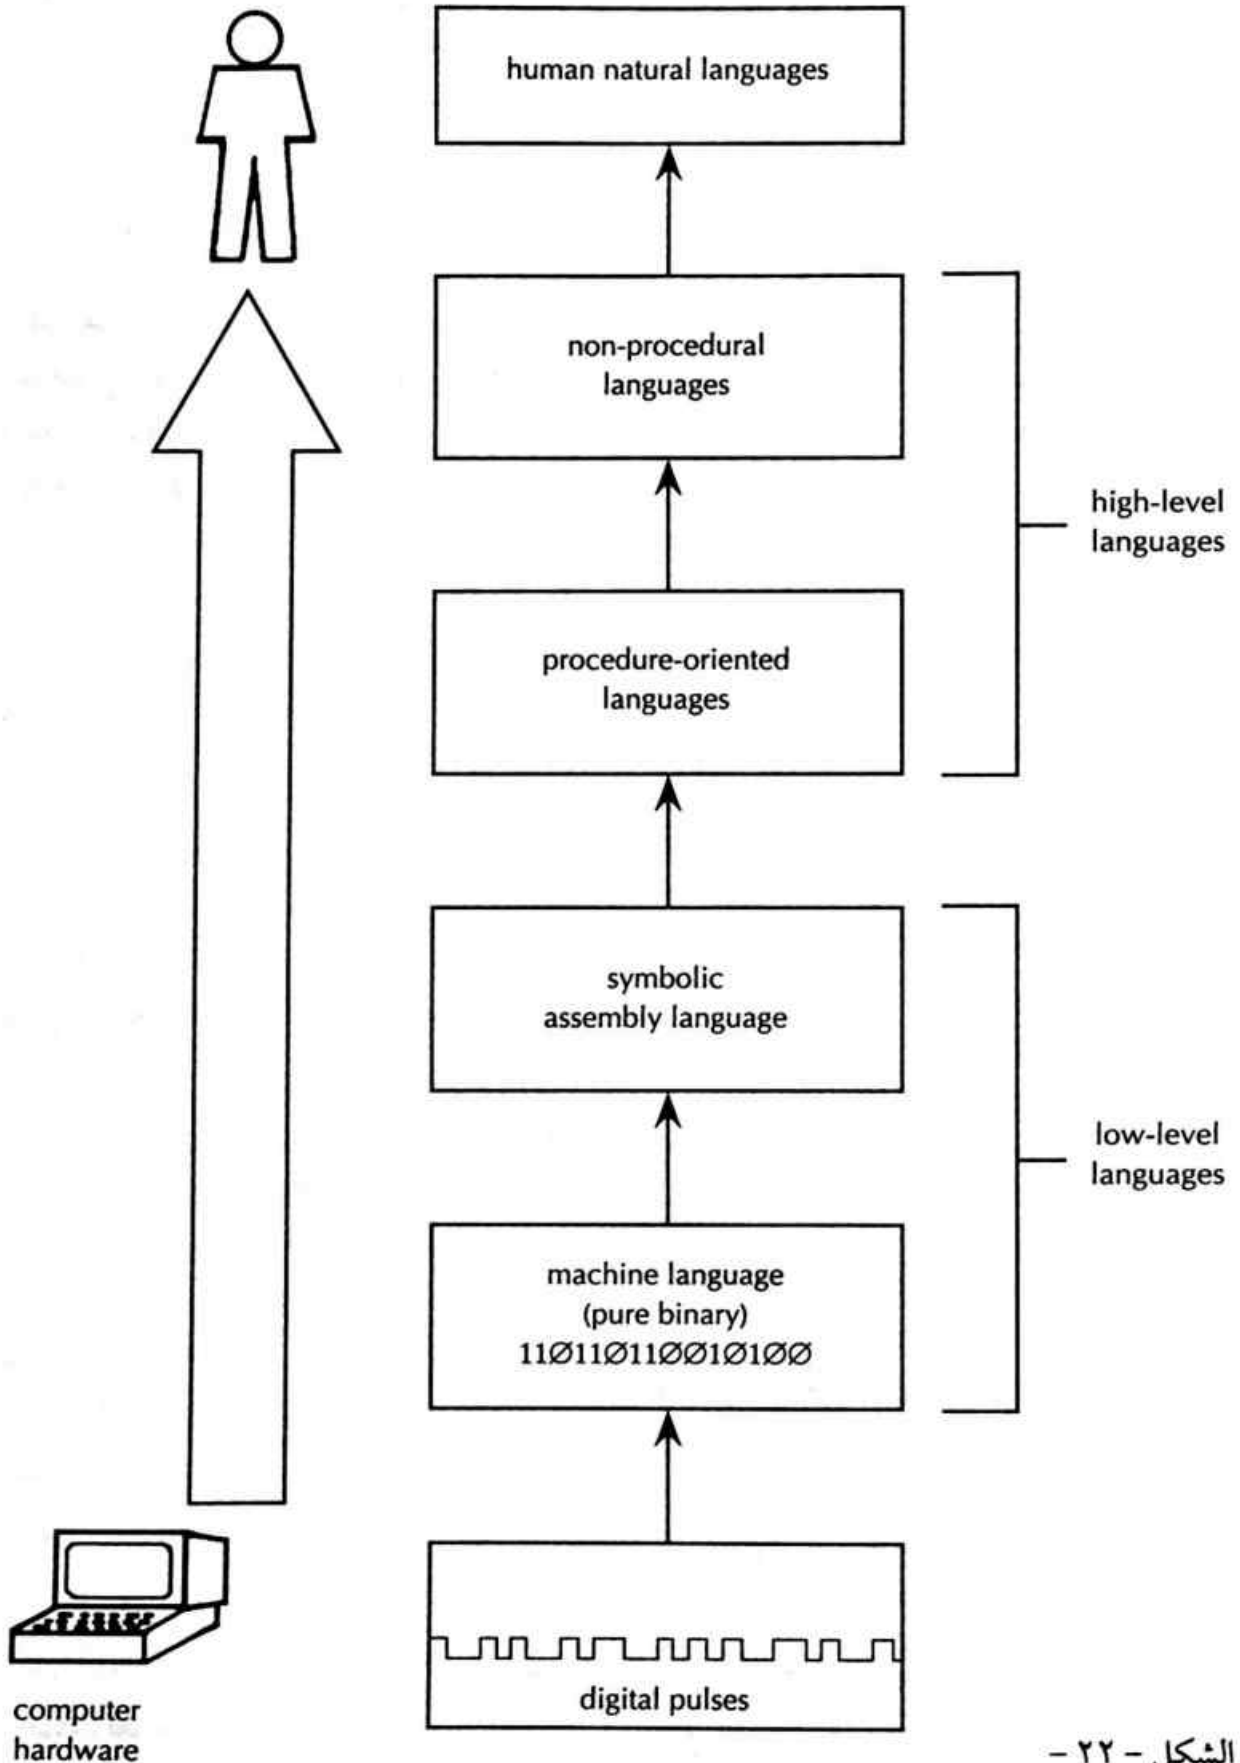 human natural languages
non-procedural
languages
high-level
languages
procedure-oriented
languages
symbolic
assembly language
low-level
languages
machine language
(pure binary)
11Ø11Ø11ØØ1Ø1ØØ
digital pulses
computer
hardware
الشكل - ٢٢ -